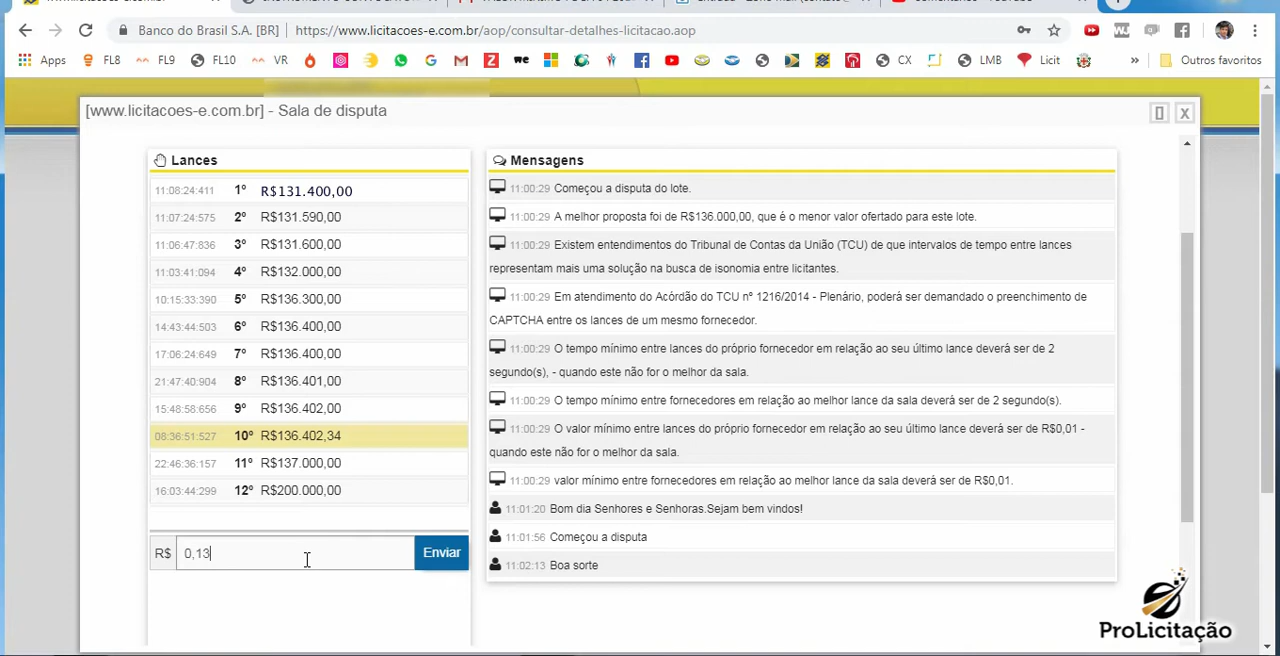 Banco do Brasil S.A. [BR] https://www.licitacoes-e.com.br/aop/consultar-detalhes-licitacao.aop
Apps FL8 FL9 FL10 VR CX LMB Licit » Outros favoritos
[www.licitacoes-e.com.br] - Sala de disputa X
Lances
11:08:24:411 1º R$131.400,00
11:07:24:575 2º R$131.590,00
11:06:47:836 3º R$131.600,00
11:03:41:094 4º R$132.000,00
10:15:33:390 5º R$136.300,00
14:43:44:503 6º R$136.400,00
17:06:24:649 7º R$136.400,00
21:47:40:904 8º R$136.401,00
15:48:58:656 9º R$136.402,00
08:36:51:527 10º R$136.402,34
22:46:36:157 11º R$137.000,00
16:03:44:299 12º R$200.000,00
R$ 0,13 Enviar
Mensagens
11:00:29 Começou a disputa do lote.
11:00:29 A melhor proposta foi de R$136.000,00, que é o menor valor ofertado para este lote.
11:00:29 Existem entendimentos do Tribunal de Contas da União (TCU) de que intervalos de tempo entre lances
representam mais uma solução na busca de isonomia entre licitantes.
11:00:29 Em atendimento do Acórdão do TCU nº 1216/2014 - Plenário, poderá ser demandado o preenchimento de
CAPTCHA entre os lances de um mesmo fornecedor.
11:00:29 O tempo mínimo entre lances do próprio fornecedor em relação ao seu último lance deverá ser de 2
segundo(s), - quando este não for o melhor da sala.
11:00:29 O tempo mínimo entre fornecedores em relação ao melhor lance da sala deverá ser de 2 segundo(s).
11:00:29 O valor mínimo entre lances do próprio fornecedor em relação ao seu último lance deverá ser de R$0,01 -
quando este não for o melhor da sala.
11:00:29 valor mínimo entre fornecedores em relação ao melhor lance da sala deverá ser de R$0,01.
11:01:20 Bom dia Senhores e Senhoras.Sejam bem vindos!
11:01:56 Começou a disputa
11:02:13 Boa sorte
ProLicitação